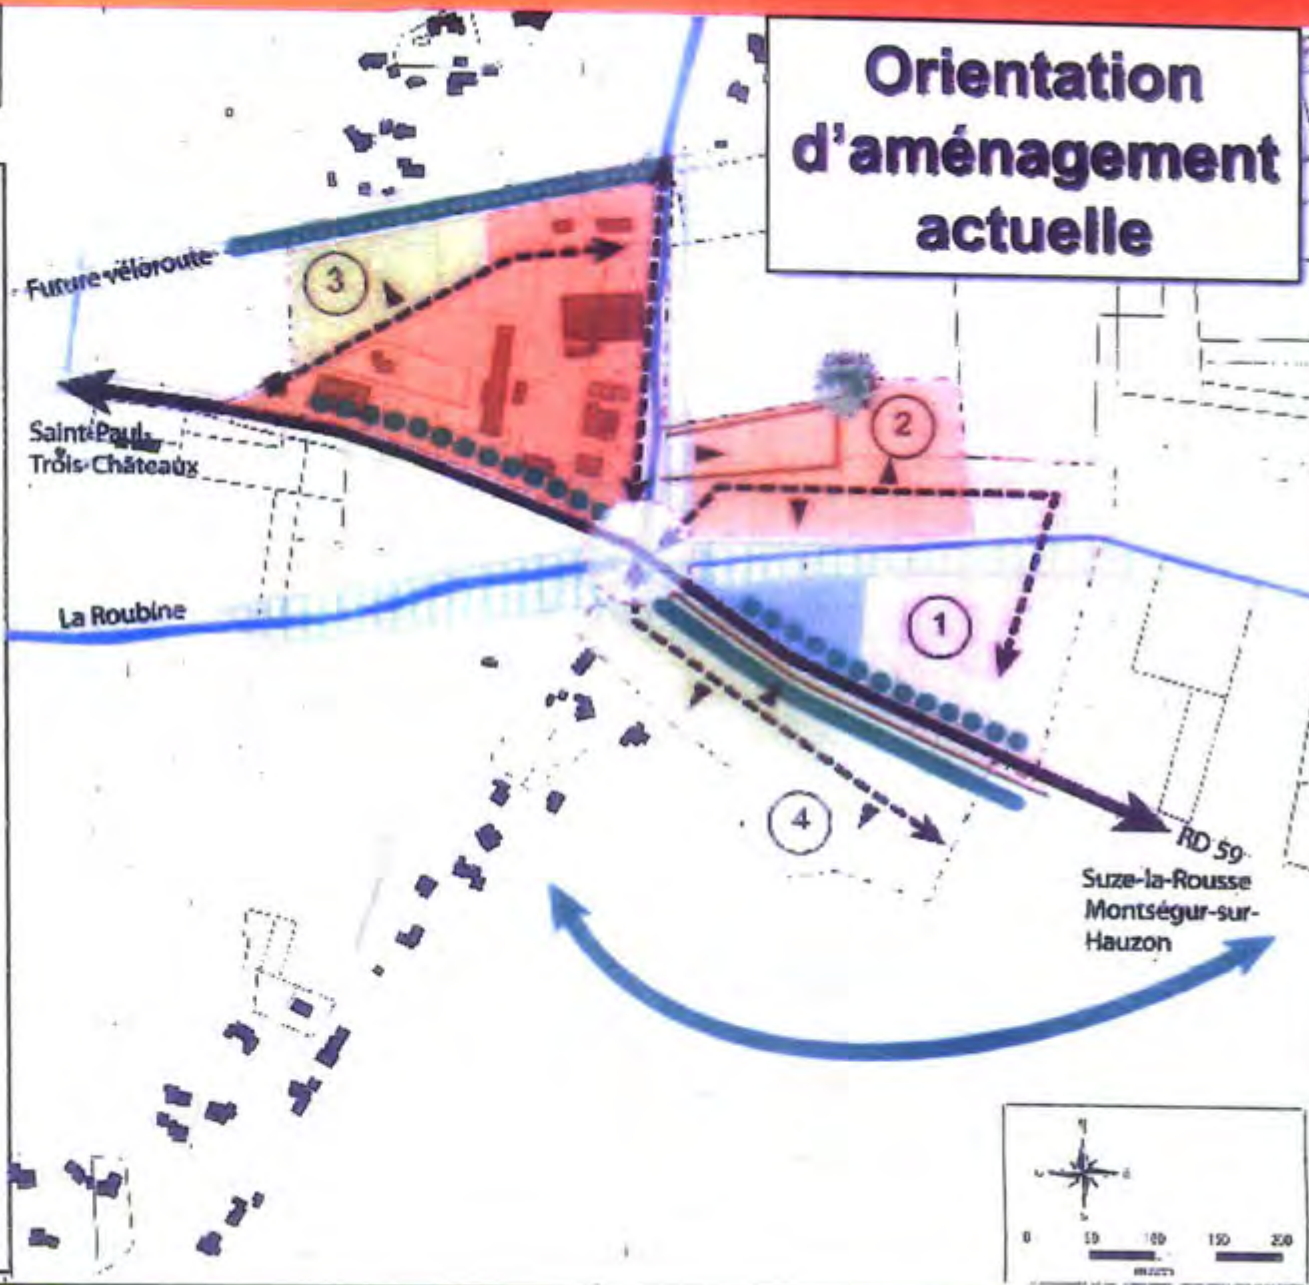 Orientation
d'aménagement
actuelle
Future véloroute
3
2
Saint-Paul-
Trois-Châteaux
La Roubine
1
4
RD 59
Suze-la-Rousse
Montségur-sur-
Hauzon
0 50 100 150 200